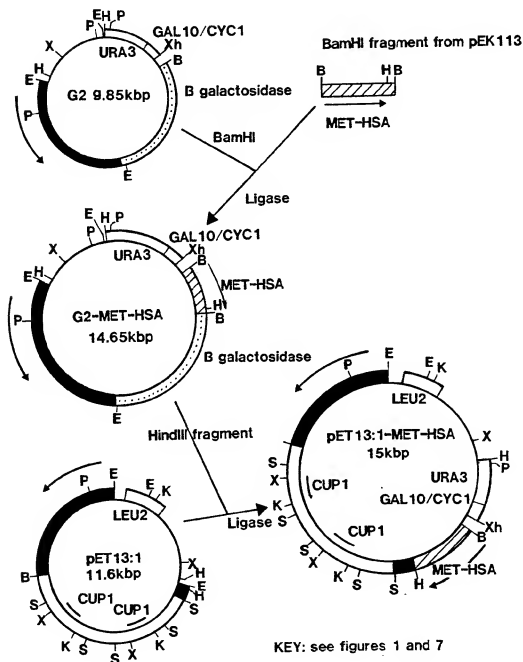 H
E P
GAL10/CYC1
X
URA3
Xh
B
H
E
G2 9.85kbp
P
B galactosidase
E
BamHI fragment from pEK113
B H B
MET-HSA
BamHI
Ligase
E H P
P
GAL10/CYC1
X
URA3
Xh
B
H
E
MET-HSA
G2-MET-HSA
14.65kbp
P
H
B
B galactosidase
E
HindIII fragment
Ligase
P E
E K
LEU2
pET13:1
11.6kbp
X
H
E
H
S
B
S
X
CUP1 CUP1
K S S X K S
P E
E K
LEU2
X
pET13:1-MET-HSA
15kbp
H
P
URA3
GAL10/CYC1
S
X
CUP1
K
S
CUP1
Xh
B
S
X
K S S H
MET-HSA
KEY: see figures 1 and 7